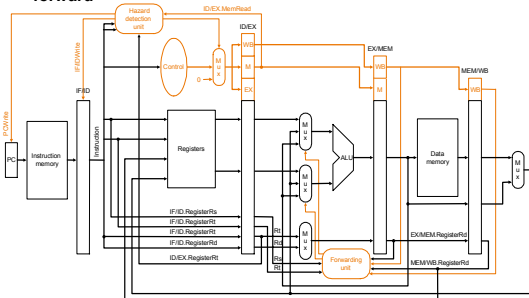 forward
Hazard
detection
unit
ID/EX.MemRead
ID/EX
IF/IDWrite
PCWrite
Control
0
M
u
x
WB
M
EX
EX/MEM
WB
M
MEM/WB
WB
IF/ID
PC
Instruction
memory
Instruction
Registers
M
u
x
M
u
x
ALU
Data
memory
M
u
x
IF/ID.RegisterRs
IF/ID.RegisterRt
IF/ID.RegisterRt
Rt
IF/ID.RegisterRd
Rd
M
u
x
EX/MEM.RegisterRd
ID/EX.RegisterRt
Rs
Rt
Forwarding
unit
MEM/WB.RegisterRd